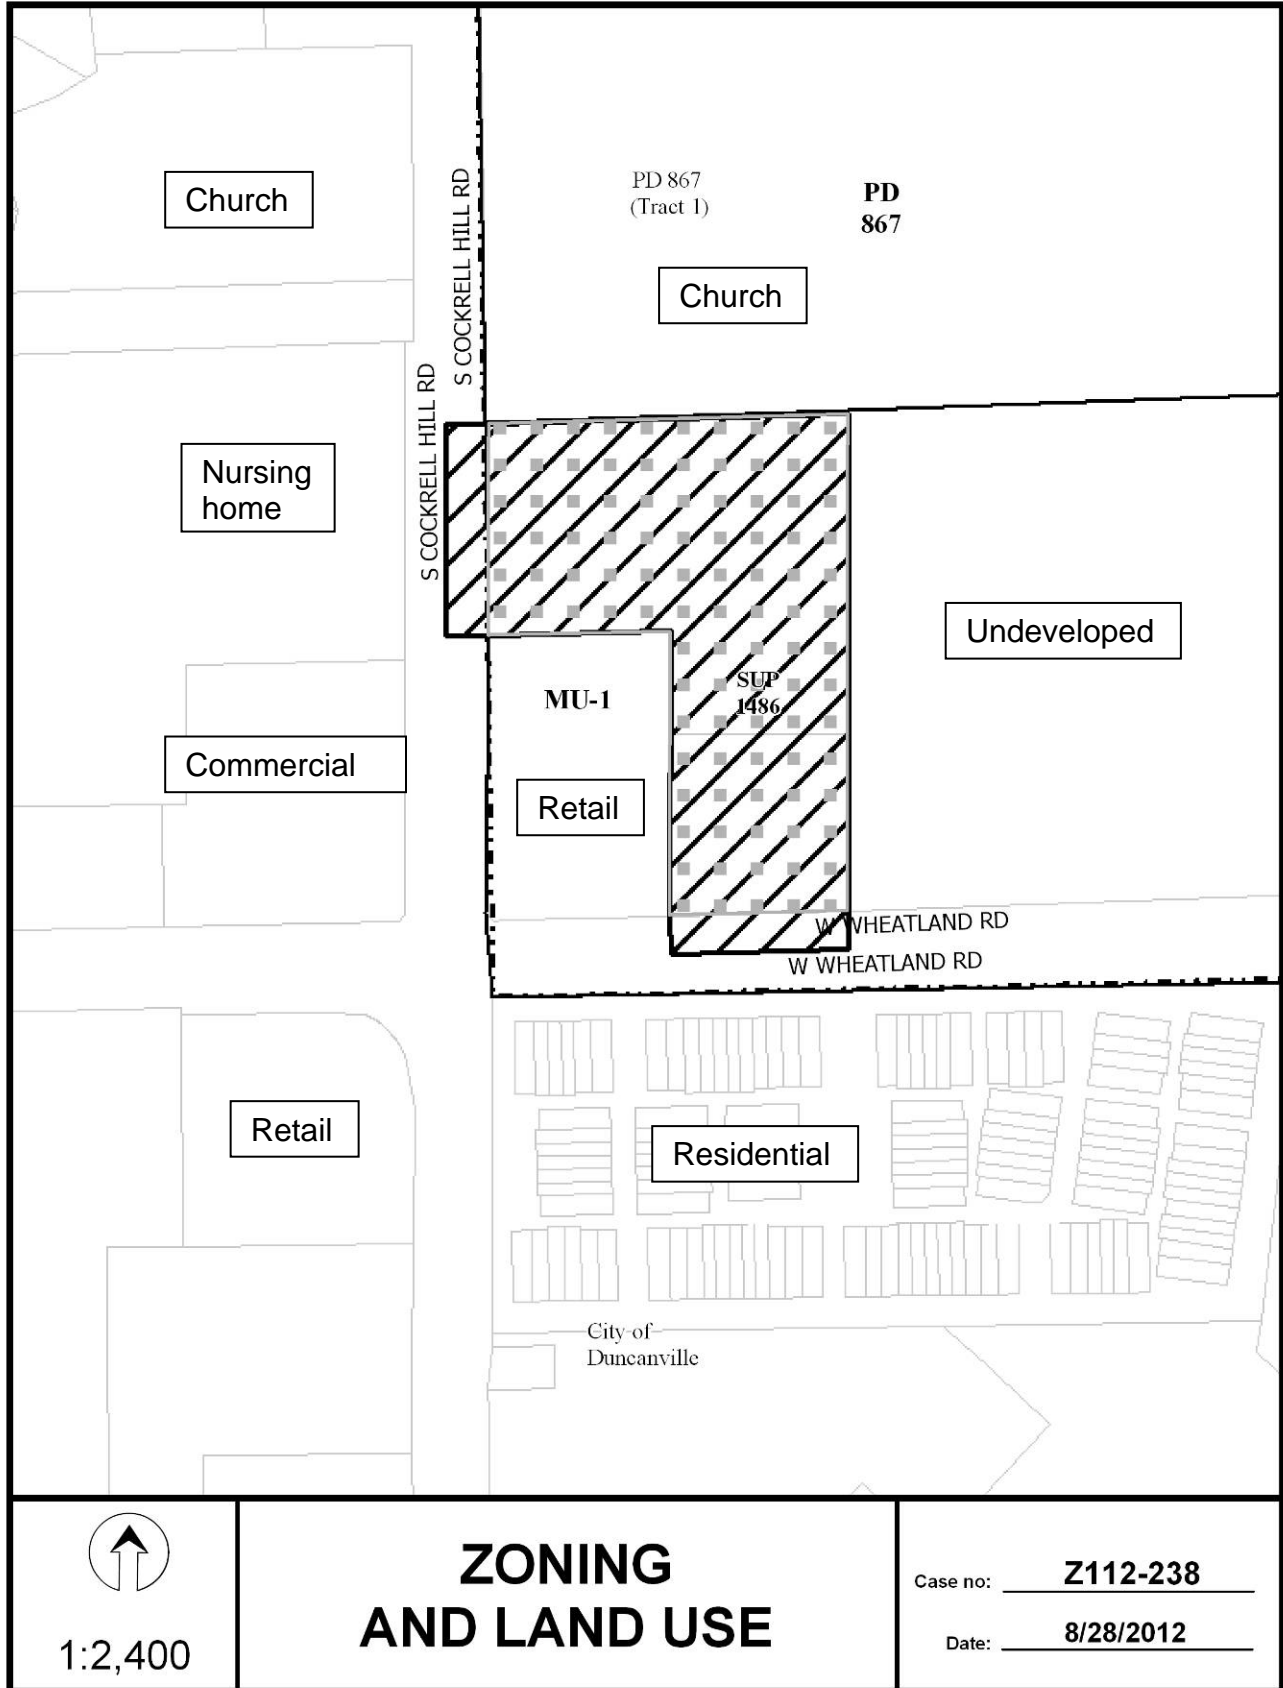 Church
S COCKRELL HILL RD
PD 867
(Tract 1)
PD
867
Church
S COCKRELL HILL RD
Nursing
home
Undeveloped
MU-1
SUP
1486
Commercial
Retail
W WHEATLAND RD
W WHEATLAND RD
Retail
Residential
City of
Duncanville
1:2,400
ZONING
AND LAND USE
Case no: Z112-238
Date: 8/28/2012